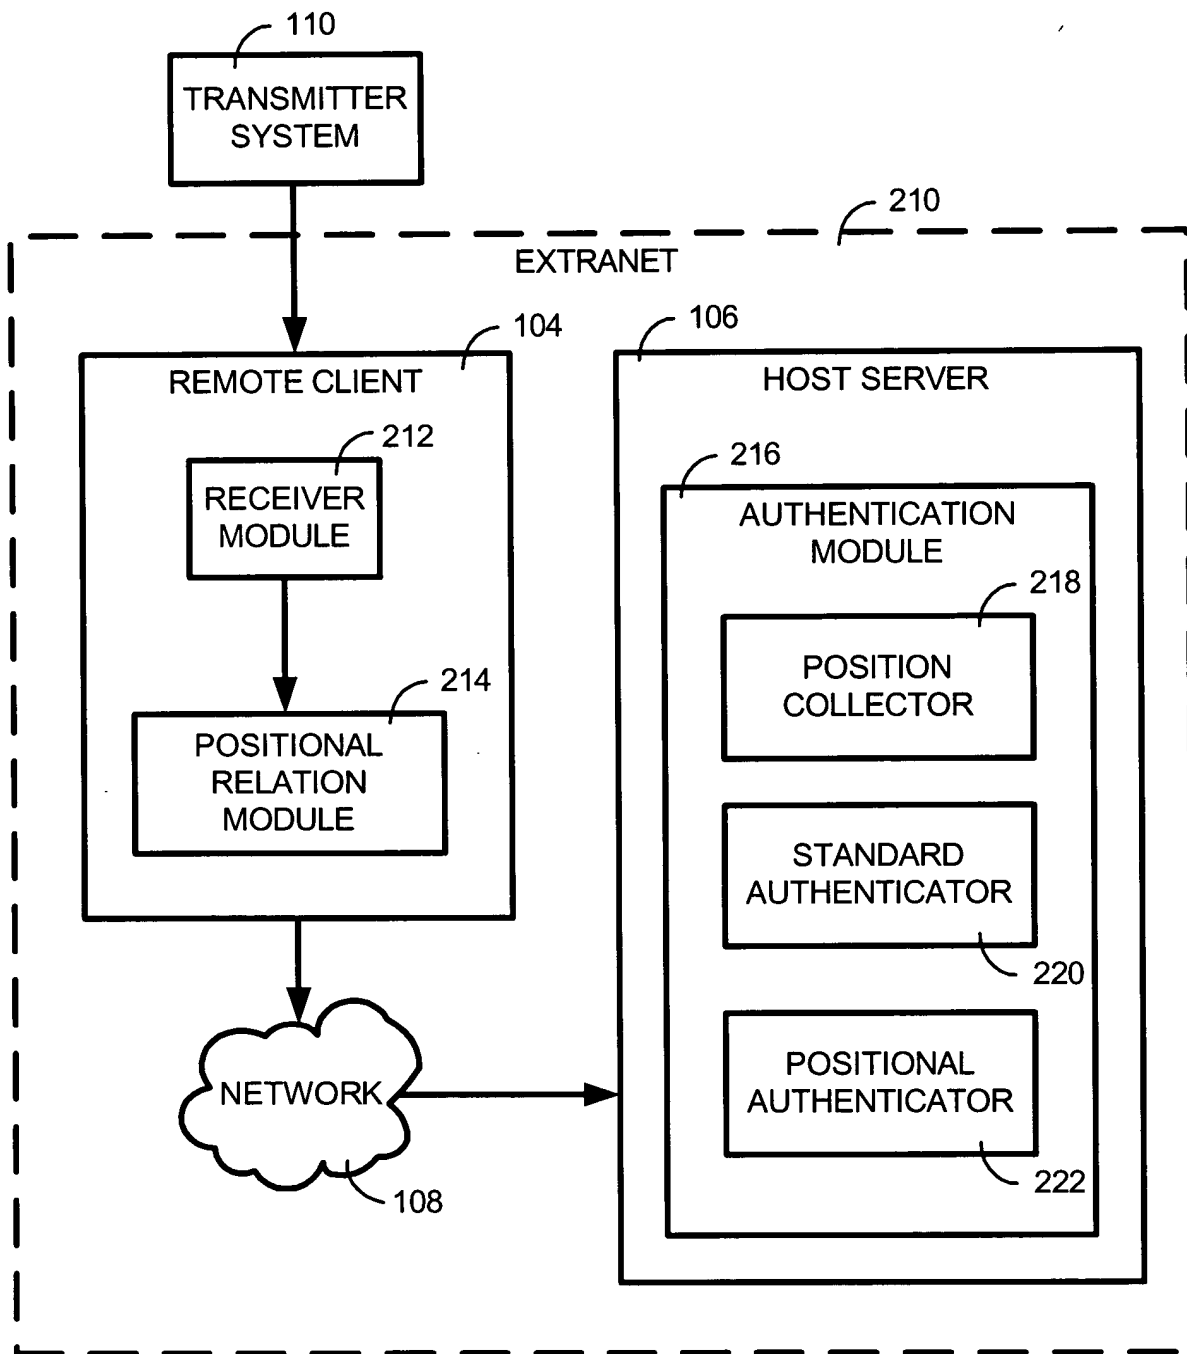 110
TRANSMITTER
SYSTEM
210
EXTRANET
104
REMOTE CLIENT
212
RECEIVER
MODULE
214
POSITIONAL
RELATION
MODULE
NETWORK
108
106
HOST SERVER
216
AUTHENTICATION
MODULE
218
POSITION
COLLECTOR
STANDARD
AUTHENTICATOR
220
POSITIONAL
AUTHENTICATOR
222